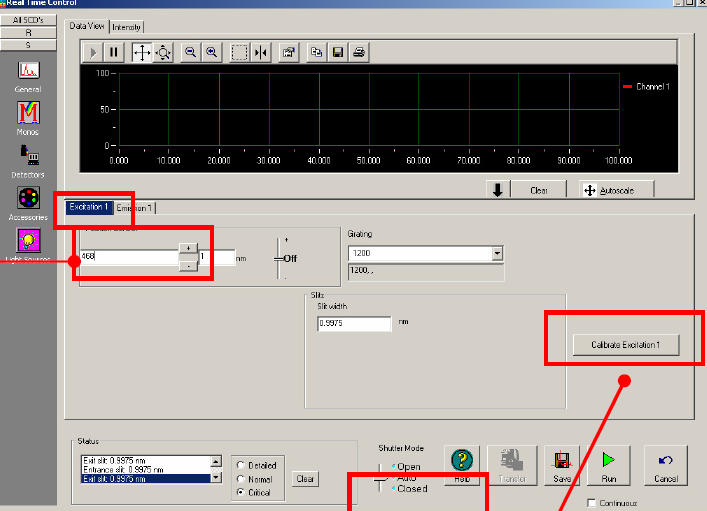 Real Time Control
All SCD's
R
S
General
Monos
Detectors
Accessories
Light Sources
Data View
Intensity
100
50
0
0.000
10.000
20.000
30.000
40.000
50.000
60.000
70.000
80.000
90.000
100.000
Channel 1
Clear
Autoscale
Excitation 1
Emission 1
468
+
-
1
nm
+
Off
-
Grating
1200
1200, ,
Slits
Slit width
0.9975
nm
Calibrate Excitation 1
Status
Exit slit: 0.9975 nm
Entrance slit: 0.9975 nm
Exit slit: 0.9975 nm
Detailed
Normal
Critical
Clear
Shutter Mode
Open
Auto
Closed
Help
Transfer
Save
Run
Cancel
Continuous